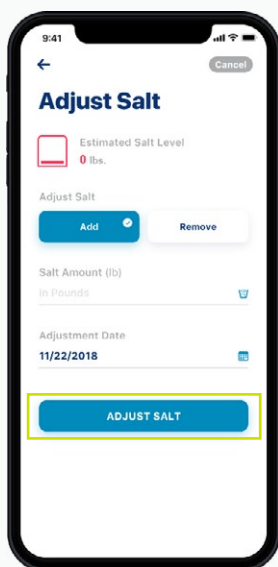 9:41
Cancel
Adjust Salt
Estimated Salt Level
0 lbs.
Adjust Salt
Add
Remove
Salt Amount (lb)
in Pounds
Adjustment Date
11/22/2018
ADJUST SALT